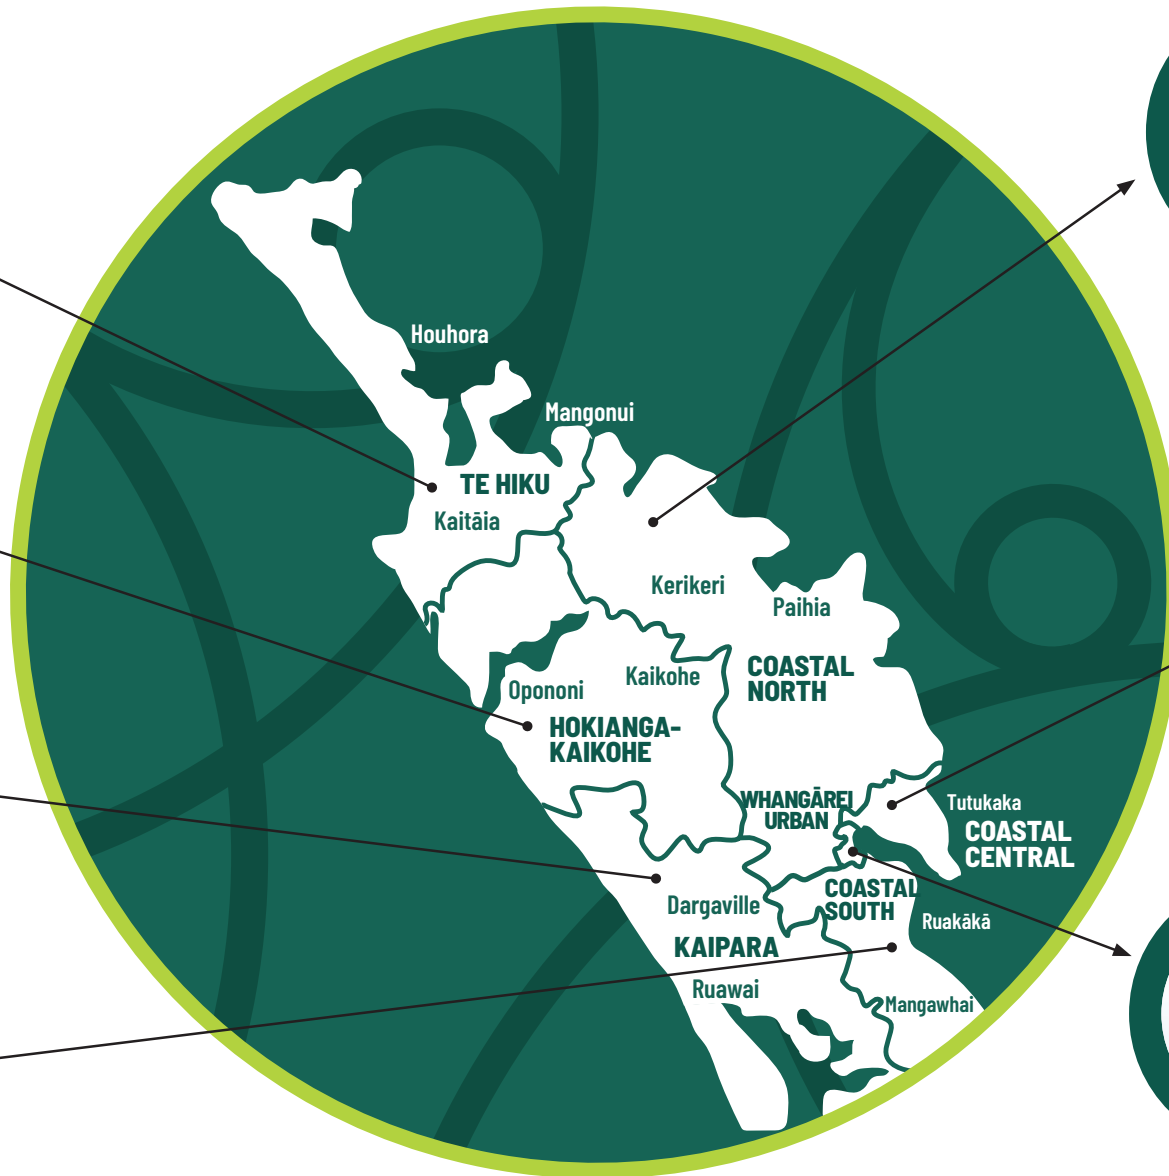 Houhora
Mangonui
TE HIKU
Kaitāia
Kerikeri
Paihia
COASTAL
NORTH
Kaikohe
Opononi
HOKIANGA-
KAIKOHE
WHANGĀREI
URBAN
Tutukaka
COASTAL
CENTRAL
COASTAL
SOUTH
Dargaville
Ruakākā
KAIPARA
Ruawai
Mangawhai